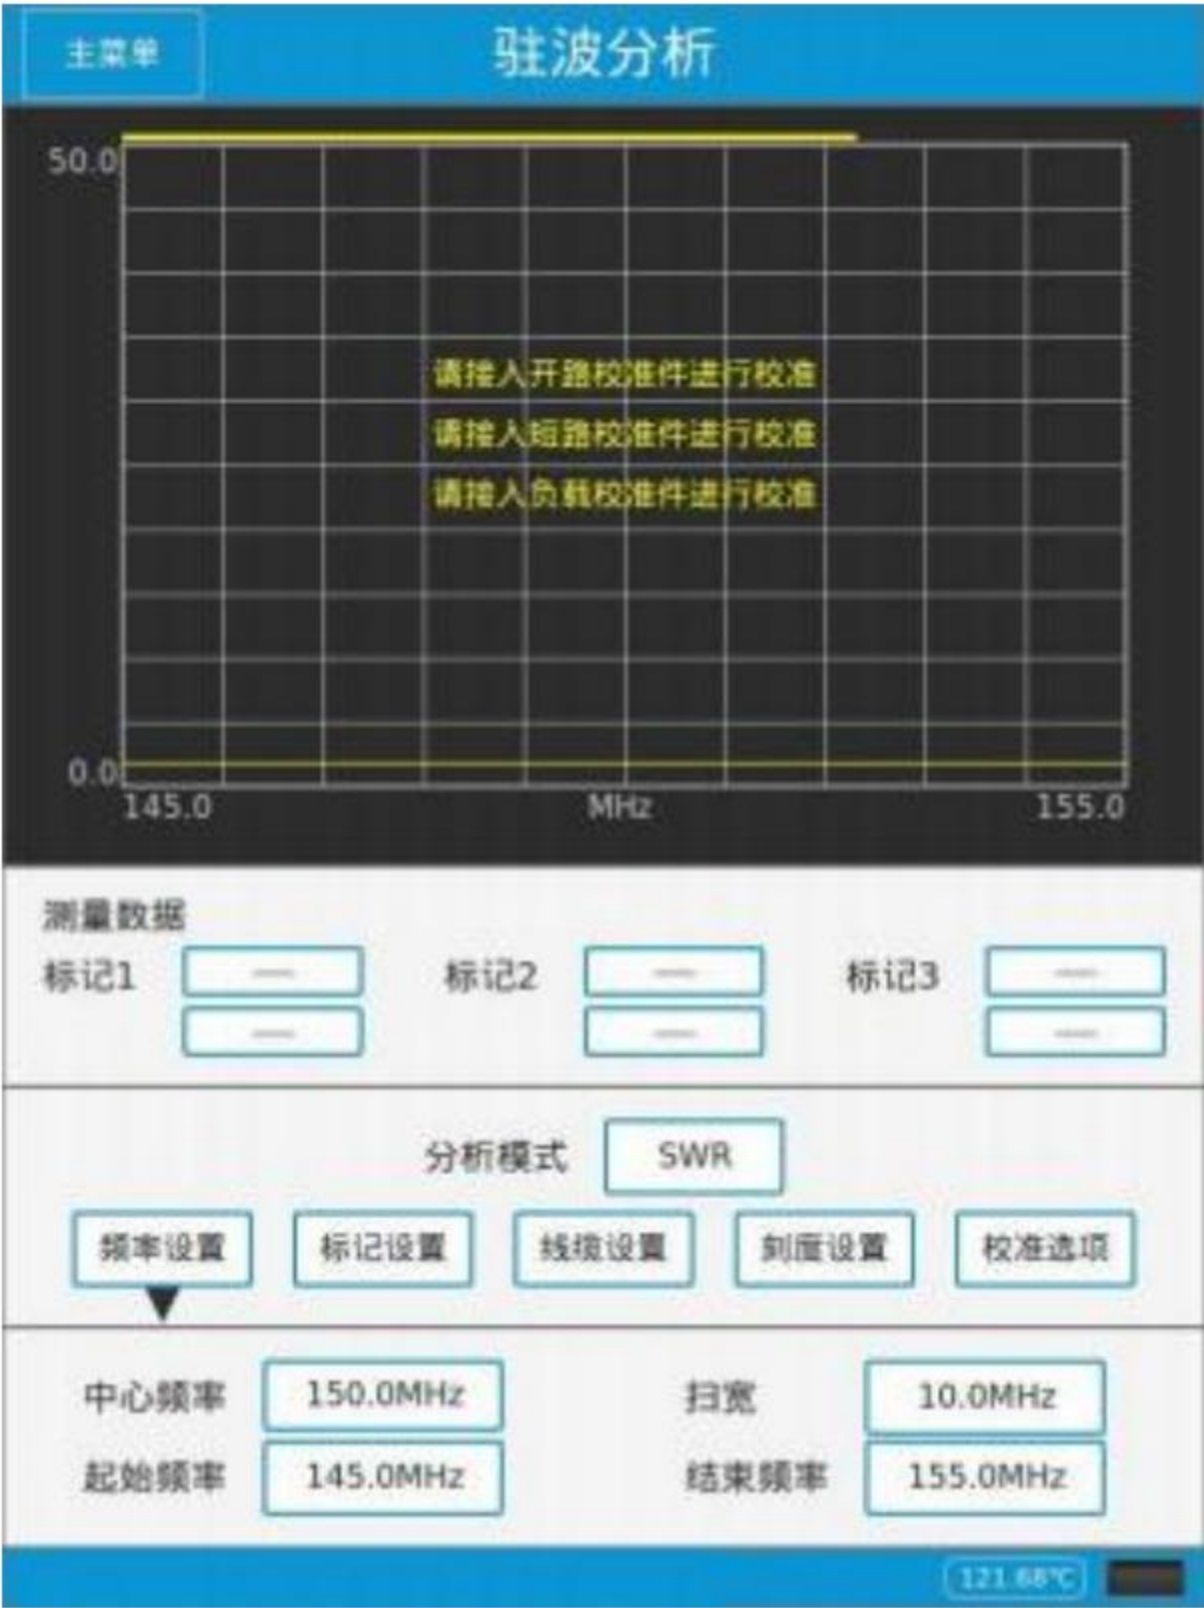 主菜单
驻波分析
50.0
请接入开路校准件进行校准
请接入短路校准件进行校准
请接入负载校准件进行校准
0.0
145.0 MHz 155.0
测量数据
标记1 — 标记2 — 标记3 —
— — —
分析模式 SWR
频率设置 标记设置 线缆设置 刻度设置 校准选项
中心频率 150.0MHz 扫宽 10.0MHz
起始频率 145.0MHz 结束频率 155.0MHz
121.68℃